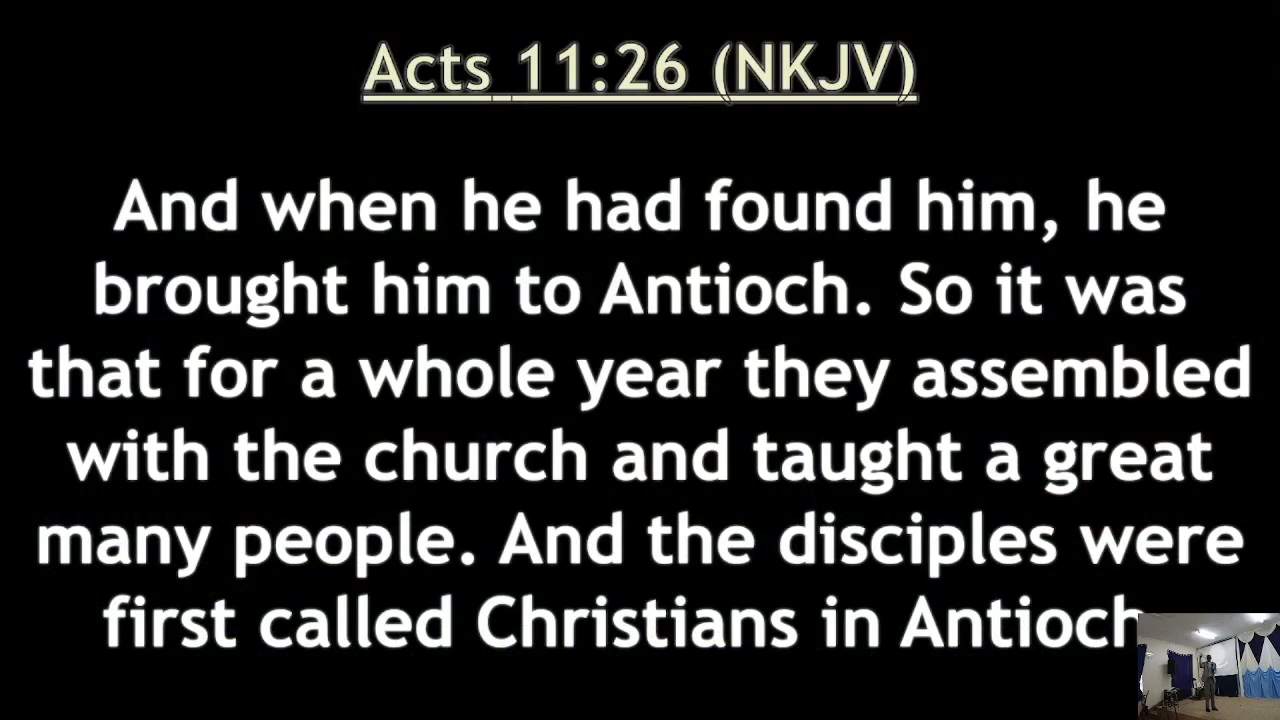 Acts 11:26 (NKJV)
And when he had found him, he
brought him to Antioch. So it was
that for a whole year they assembled
with the church and taught a great
many people. And the disciples were
first called Christians in Antioch